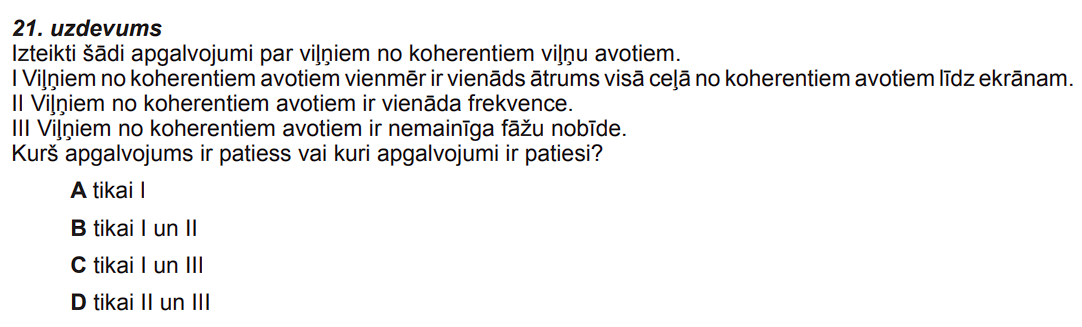 21. uzdevums
Izteikti šādi apgalvojumi par viļņiem no koherentiem viļņu avotiem.
I Viļņiem no koherentiem avotiem vienmēr ir vienāds ātrums visā ceļā no koherentiem avotiem līdz ekrānam.
II Viļņiem no koherentiem avotiem ir vienāda frekvence.
III Viļņiem no koherentiem avotiem ir nemainīga fāžu nobīde.
Kurš apgalvojums ir patiess vai kuri apgalvojumi ir patiesi?
A tikai I
B tikai I un II
C tikai I un III
D tikai II un III